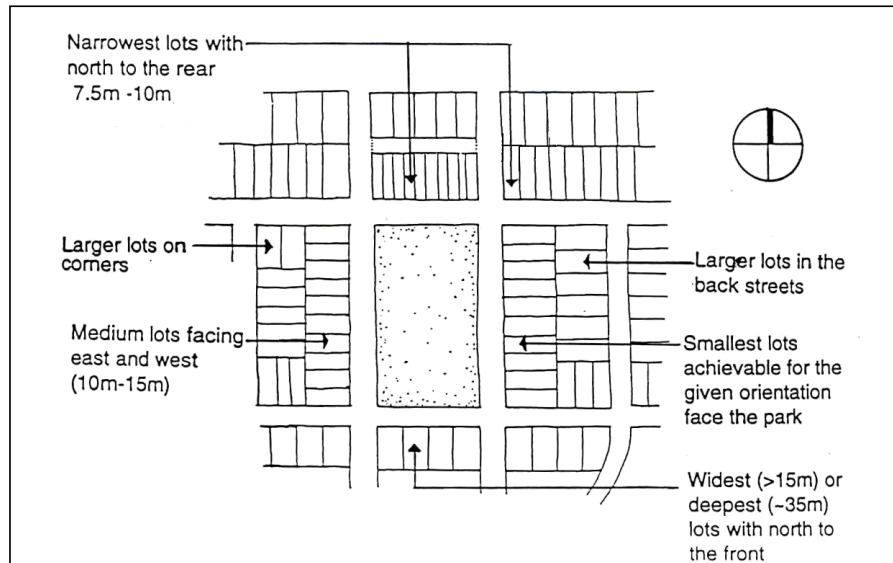 Narrowest lots with
north to the rear
7.5m -10m
Larger lots on
corners
Medium lots facing
east and west
(10m-15m)
Larger lots in the
back streets
Smallest lots
achievable for the
given orientation
face the park
Widest (>15m) or
deepest (~35m)
lots with north to
the front